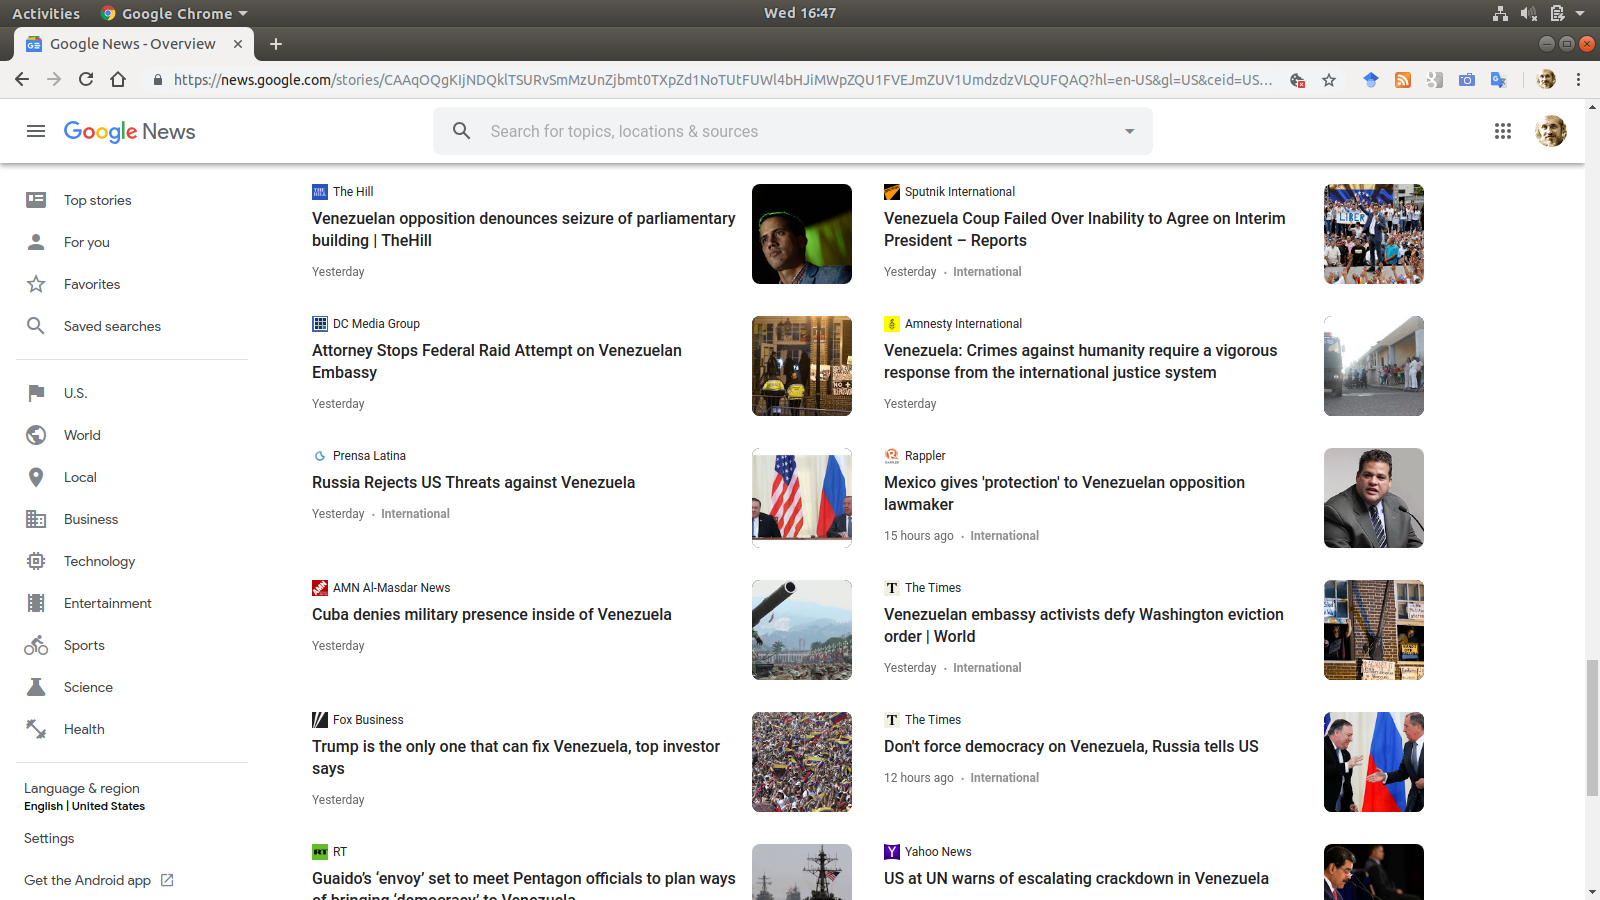 Activities
Google Chrome
Wed 16:47
Google News - Overview
https://news.google.com/stories/CAAqOQgKIjNDQklTSURvSmMzUnZjbmt0TXpZd1NoTUtFUWl4bHJiMWpZQU1FVEJmZUV1UmdzdzVLQUFQAQ?hl=en-US&gl=US&ceid=US...
Google News
Search for topics, locations & sources
Top stories
For you
Favorites
Saved searches
U.S.
World
Local
Business
Technology
Entertainment
Sports
Science
Health
Language & region
English | United States
Settings
Get the Android app
The Hill
Venezuelan opposition denounces seizure of parliamentary
building | TheHill
Yesterday
Sputnik International
Venezuela Coup Failed Over Inability to Agree on Interim
President – Reports
Yesterday • International
DC Media Group
Attorney Stops Federal Raid Attempt on Venezuelan
Embassy
Yesterday
Amnesty International
Venezuela: Crimes against humanity require a vigorous
response from the international justice system
Yesterday
Prensa Latina
Russia Rejects US Threats against Venezuela
Yesterday • International
Rappler
Mexico gives 'protection' to Venezuelan opposition
lawmaker
15 hours ago • International
AMN Al-Masdar News
Cuba denies military presence inside of Venezuela
Yesterday
The Times
Venezuelan embassy activists defy Washington eviction
order | World
Yesterday • International
Fox Business
Trump is the only one that can fix Venezuela, top investor
says
Yesterday
The Times
Don't force democracy on Venezuela, Russia tells US
12 hours ago • International
RT
Guaido’s ‘envoy’ set to meet Pentagon officials to plan ways
of bringing ‘democracy’ to Venezuela
Yahoo News
US at UN warns of escalating crackdown in Venezuela